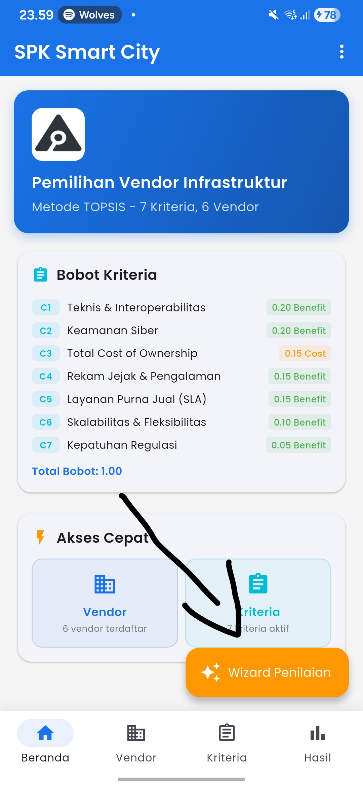 23.59 Wolves 78
SPK Smart City
Pemilihan Vendor Infrastruktur
Metode TOPSIS - 7 Kriteria, 6 Vendor
Bobot Kriteria
C1 Teknis & Interoperabilitas 0.20 Benefit
C2 Keamanan Siber 0.20 Benefit
C3 Total Cost of Ownership 0.15 Cost
C4 Rekam Jejak & Pengalaman 0.15 Benefit
C5 Layanan Purna Jual (SLA) 0.15 Benefit
C6 Skalabilitas & Fleksibilitas 0.10 Benefit
C7 Kepatuhan Regulasi 0.05 Benefit
Total Bobot: 1.00
Akses Cepat
Vendor Kriteria
6 vendor terdaftar 7 kriteria aktif
Wizard Penilaian
Beranda Vendor Kriteria Hasil